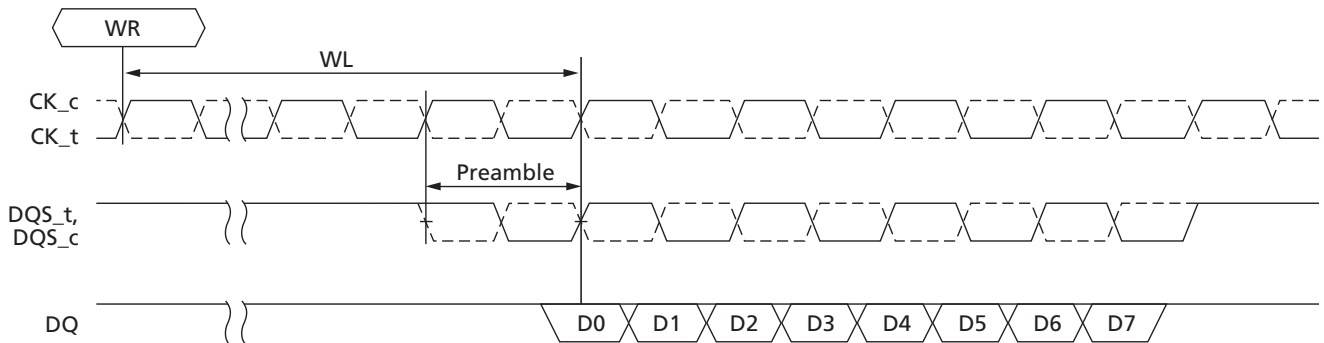 WR
WL
CK_c
CK_t
Preamble
DQS_t,
DQS_c
DQ
D0 D1 D2 D3 D4 D5 D6 D7